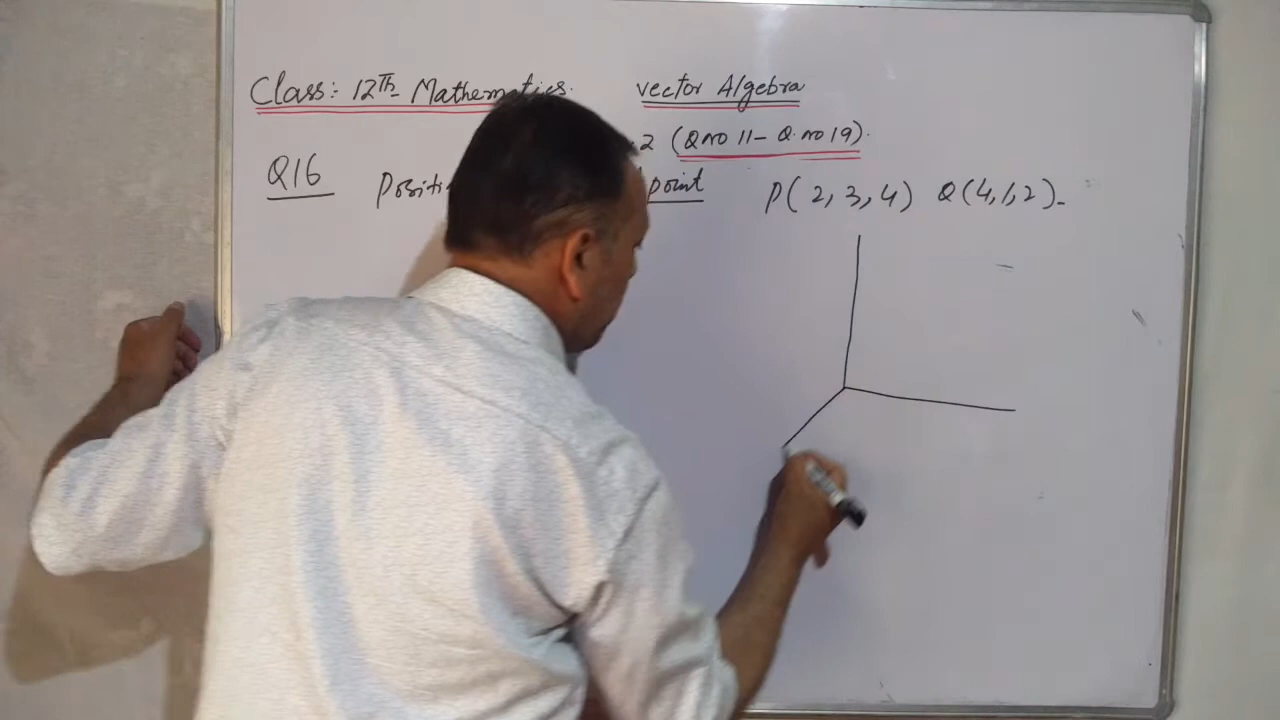 Class: 12Th Mathematics. vector Algebra
.2 (Q no 11 - Q. no 19).
Q16 point P( 2, 3, 4) Q(4,1,2).